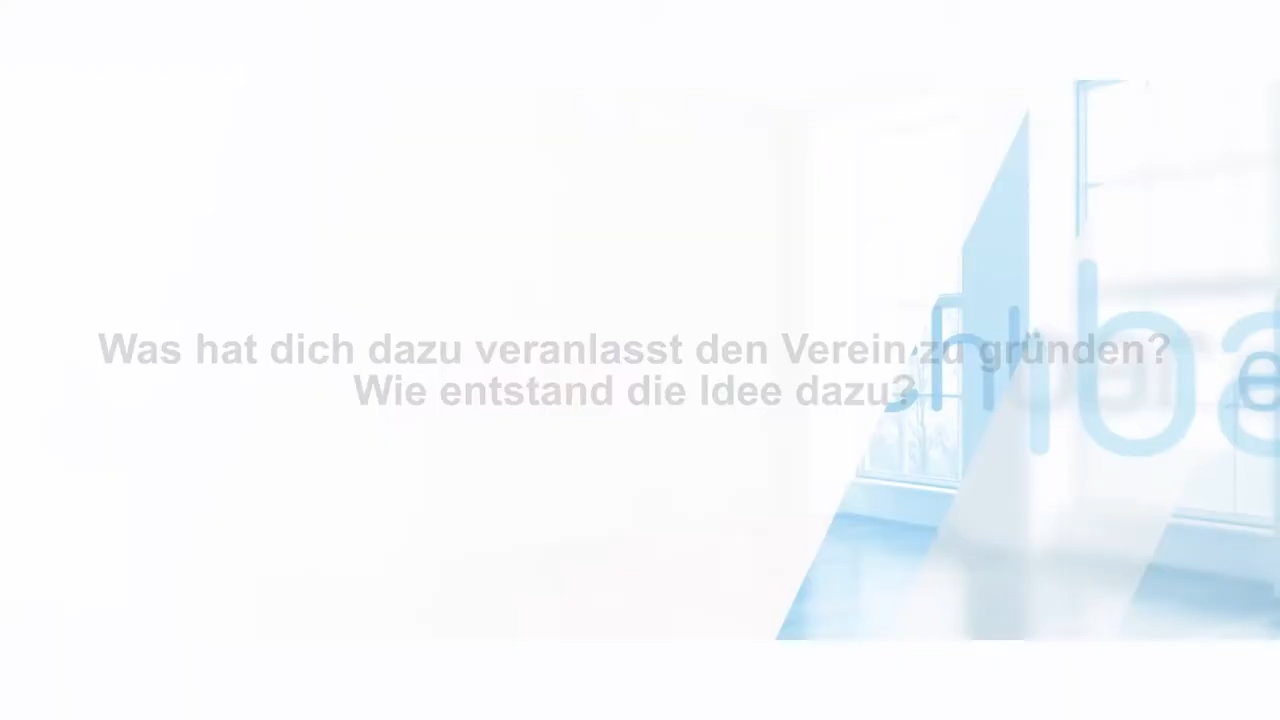 Was hat dich dazu veranlasst den Verein zu gründen?
Wie entstand die Idee dazu?